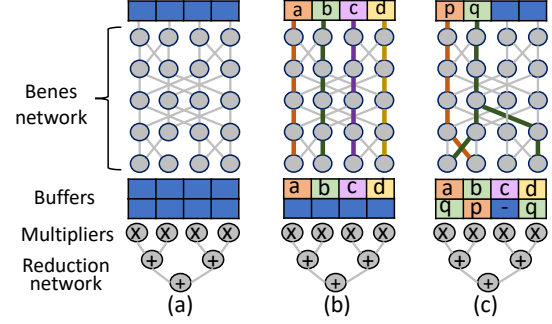 a b c d
p q
Benes
network
Buffers
a b c d
a b c d
q p - q
Multipliers
x x x x
x x x x
x x x x
Reduction
network
+ +
+ +
+ +
+
+
+
(a)
(b)
(c)